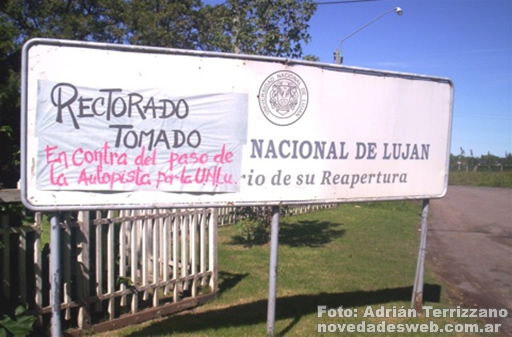 RECTORADO
TOMADO
En contra del paso de
la Autopista por la U.N.Lu.
NACIONAL DE LUJAN
rio de su Reapertura
Foto: Adrián Terrizzano
novedadesweb.com.ar